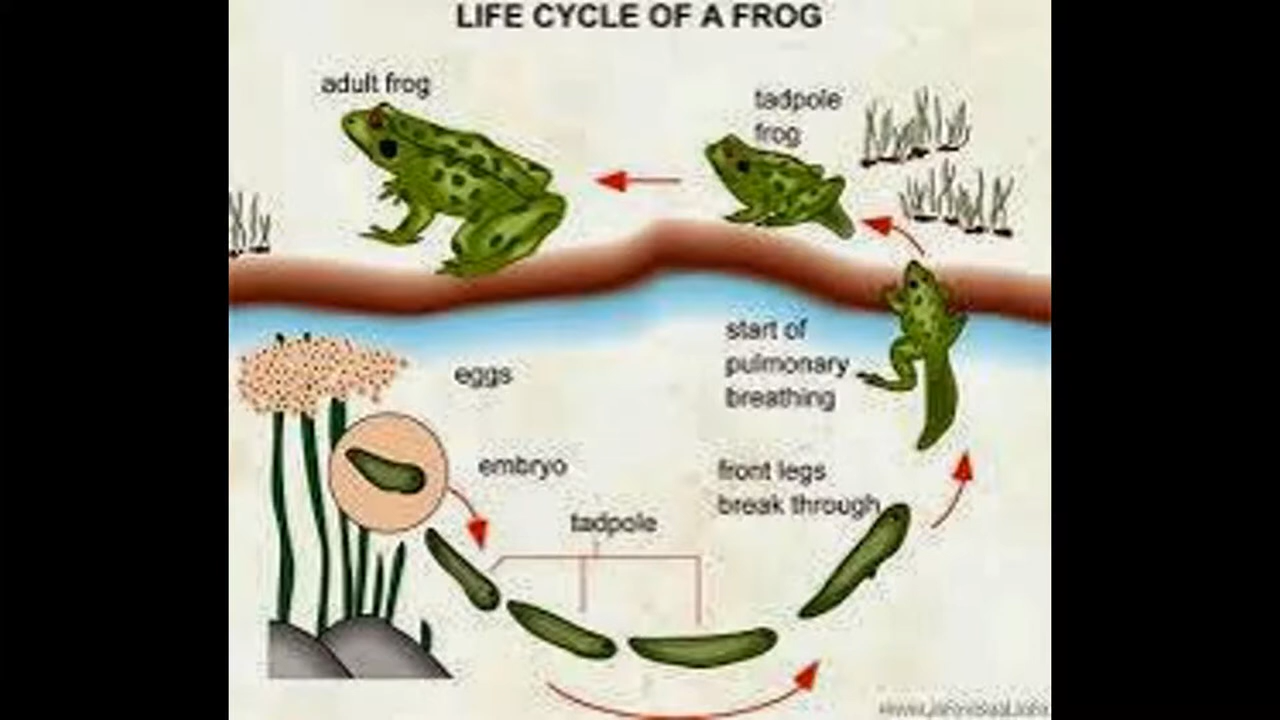 LIFE CYCLE OF A FROG
adult frog
tadpole
frog
start of
pulmonary
breathing
eggs
embryo
front legs
break through
tadpole